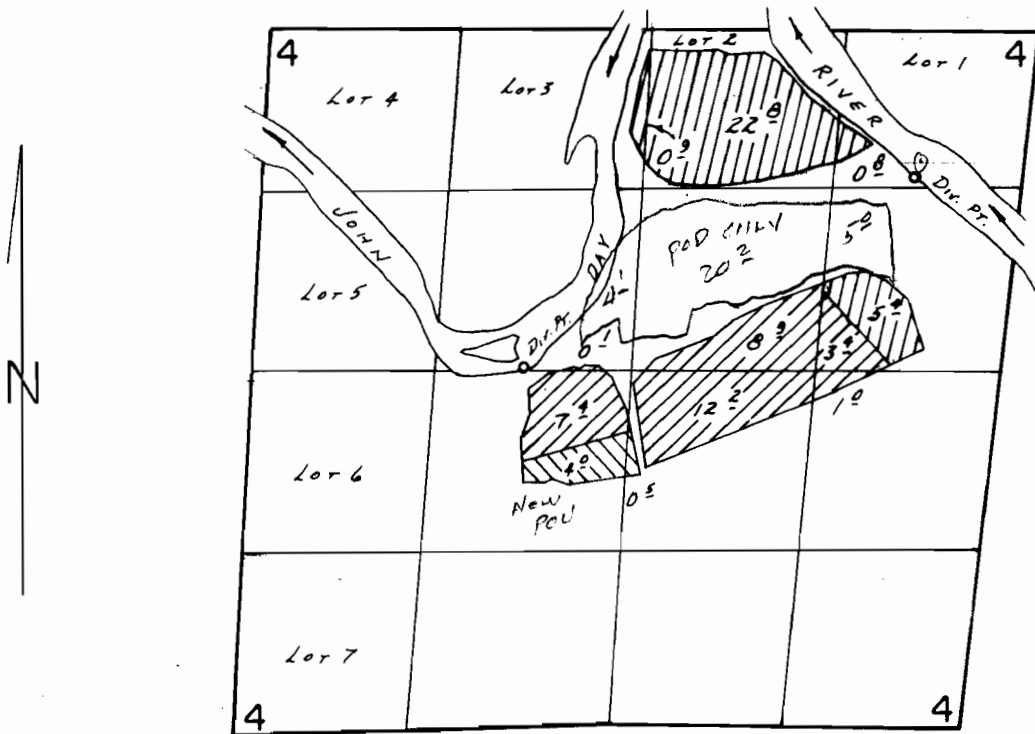 4
4
Lot 2
Lot 1
Lot 4
Lot 3
RIVER
22 8
0 9
0 8
Div. Pt.
JOHN
DAY
POD ONLY
20 2
5 0
4 1
Lot 5
Div. Pt.
0 1
8 9
5 4
3 4
N
7 4
12 2
1 0
Lot 6
4 0
New
POU
0 5
Lot 7
4
4